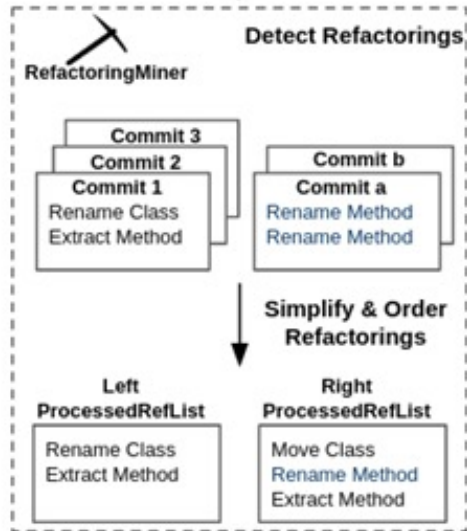 Detect Refactorings
RefactoringMiner
Commit 3
Commit 2
Commit 1
Rename Class
Extract Method
Commit b
Commit a
Rename Method
Rename Method
Simplify & Order
Refactorings
Left
ProcessedRefList
Rename Class
Extract Method
Right
ProcessedRefList
Move Class
Rename Method
Extract Method